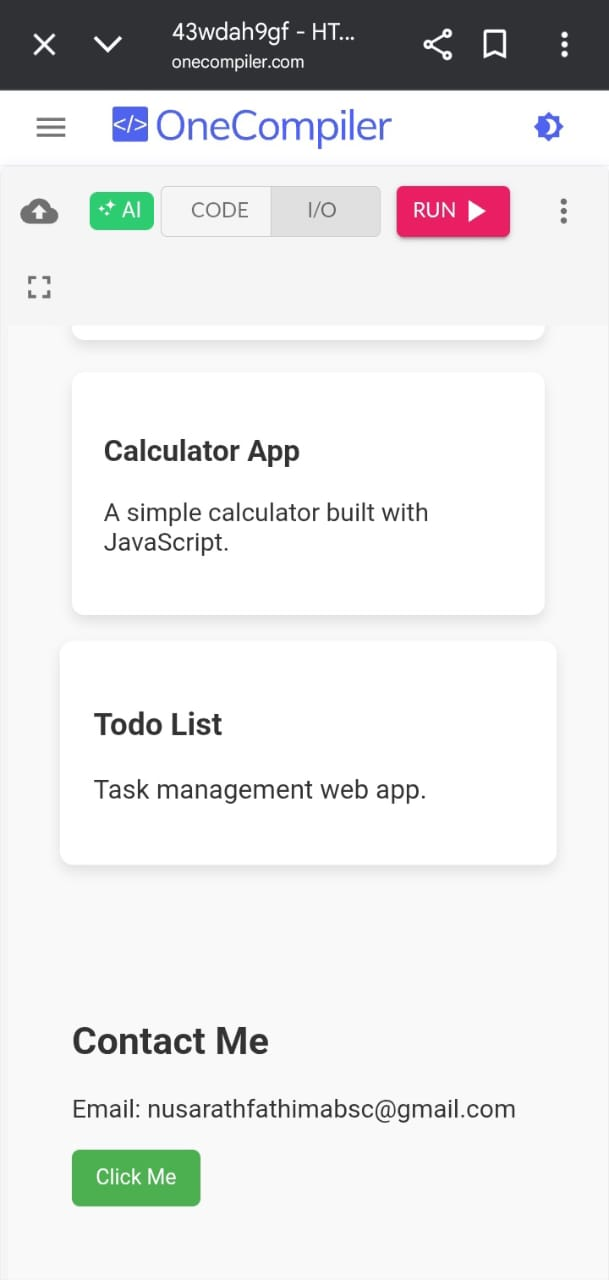 43wdah9gf - HT...
onecompiler.com
</> OneCompiler
AI
CODE
I/O
RUN
Calculator App
A simple calculator built with
JavaScript.
Todo List
Task management web app.
Contact Me
Email: nusarathfathimabsc@gmail.com
Click Me